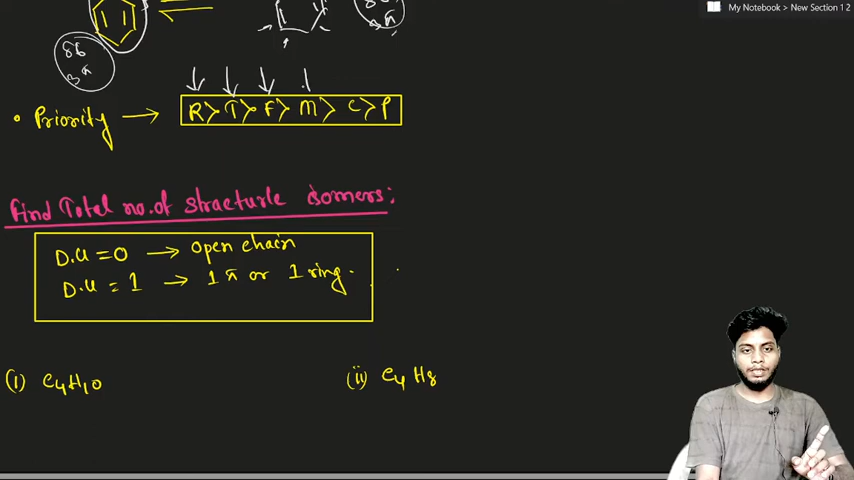 My Notebook > New Section 1 2
• Priority → R > T > F > M > C > P
Find Total no. of structure isomers:
D.U = 0 → open chain
D.U = 1 → 1 π or 1 ring.
(i) C4H10
(ii) C4H8